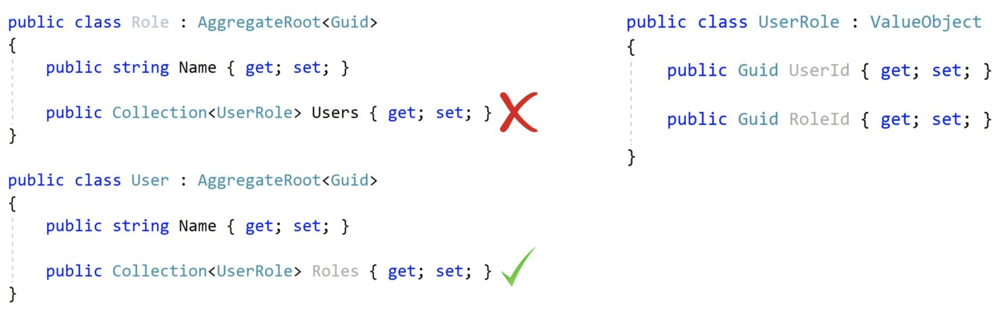 public class Role : AggregateRoot<Guid>
{
public string Name { get; set; }
public Collection<UserRole> Users { get; set; }
}
public class User : AggregateRoot<Guid>
{
public string Name { get; set; }
public Collection<UserRole> Roles { get; set; }
}
public class UserRole : ValueObject
{
public Guid UserId { get; set; }
public Guid RoleId { get; set; }
}